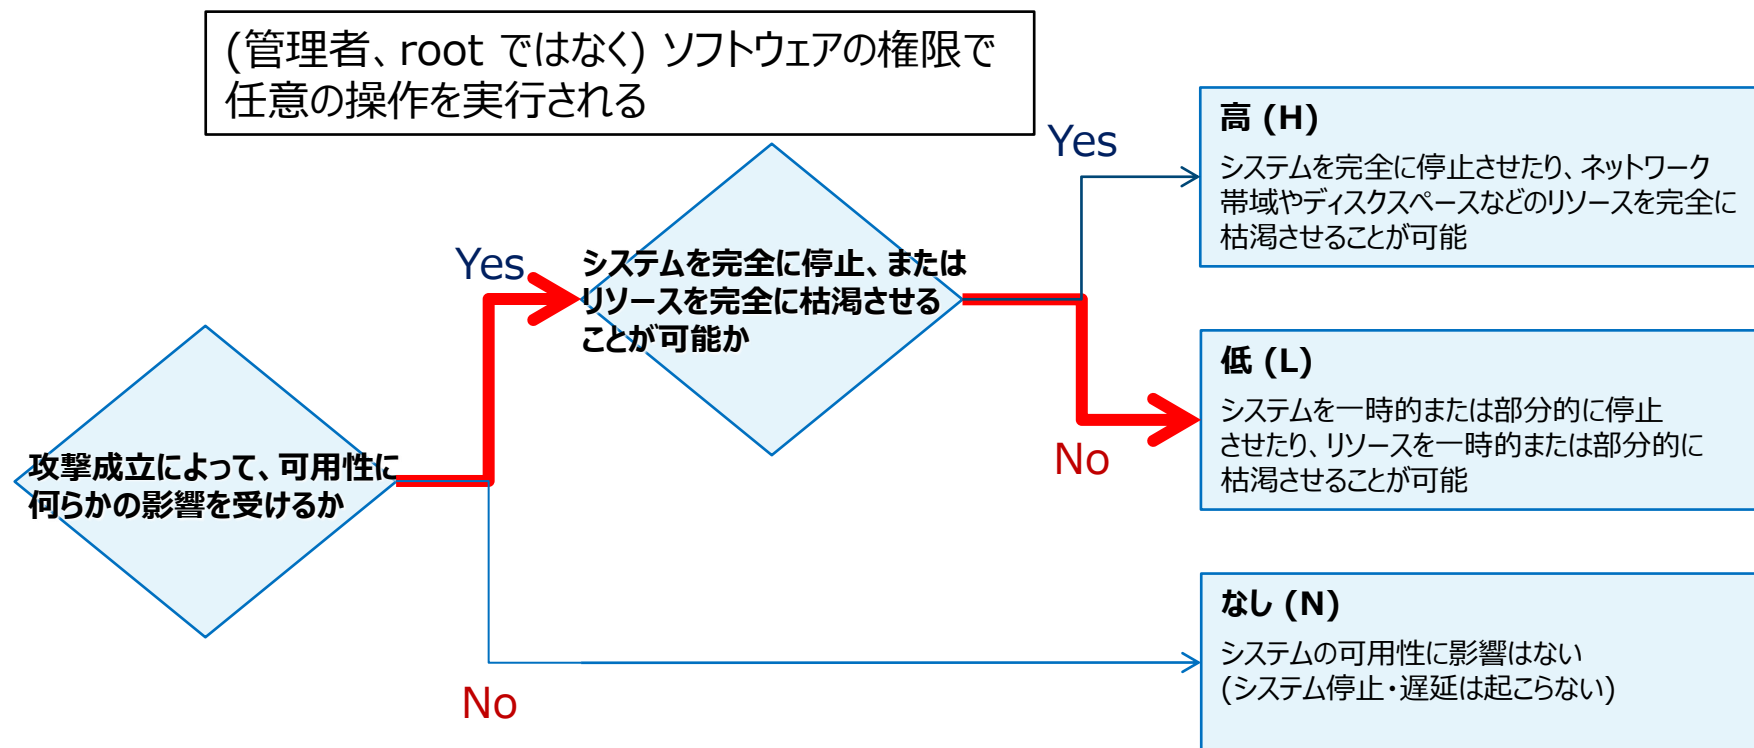 (管理者、root ではなく) ソフトウェアの権限で
任意の操作を実行される
Yes
高 (H)
システムを完全に停止させたり、ネットワーク
帯域やディスクスペースなどのリソースを完全に
枯渇させることが可能
Yes
システムを完全に停止、または
リソースを完全に枯渇させる
ことが可能か
低 (L)
システムを一時的または部分的に停止
させたり、リソースを一時的または部分的に
枯渇させることが可能
No
攻撃成立によって、可用性に
何らかの影響を受けるか
なし (N)
システムの可用性に影響はない
(システム停止・遅延は起こらない)
No